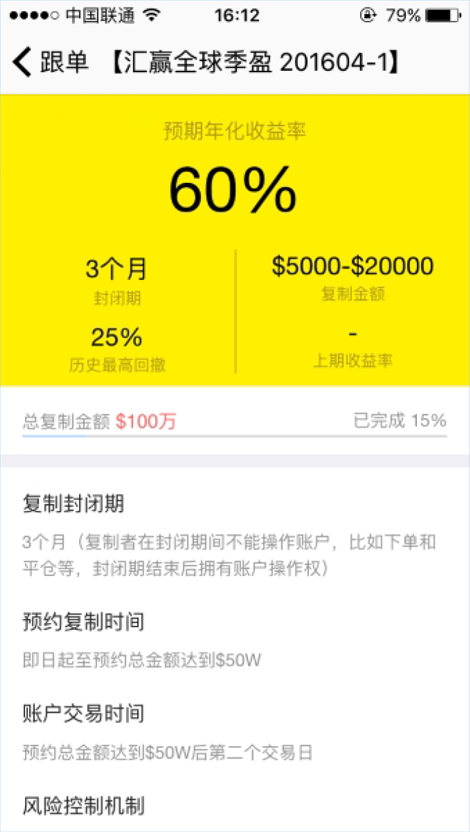 中国联通 16:12 79%
跟单 【汇赢全球季盈 201604-1】
预期年化收益率
60%
3个月 $5000-$20000
封闭期 复制金额
25% -
历史最高回撤 上期收益率
总复制金额 $100万 已完成 15%
复制封闭期
3个月（复制者在封闭期间不能操作账户，比如下单和
平仓等，封闭期结束后拥有账户操作权）
预约复制时间
即日起至预约总金额达到$50W
账户交易时间
预约总金额达到$50W后第二个交易日
风险控制机制